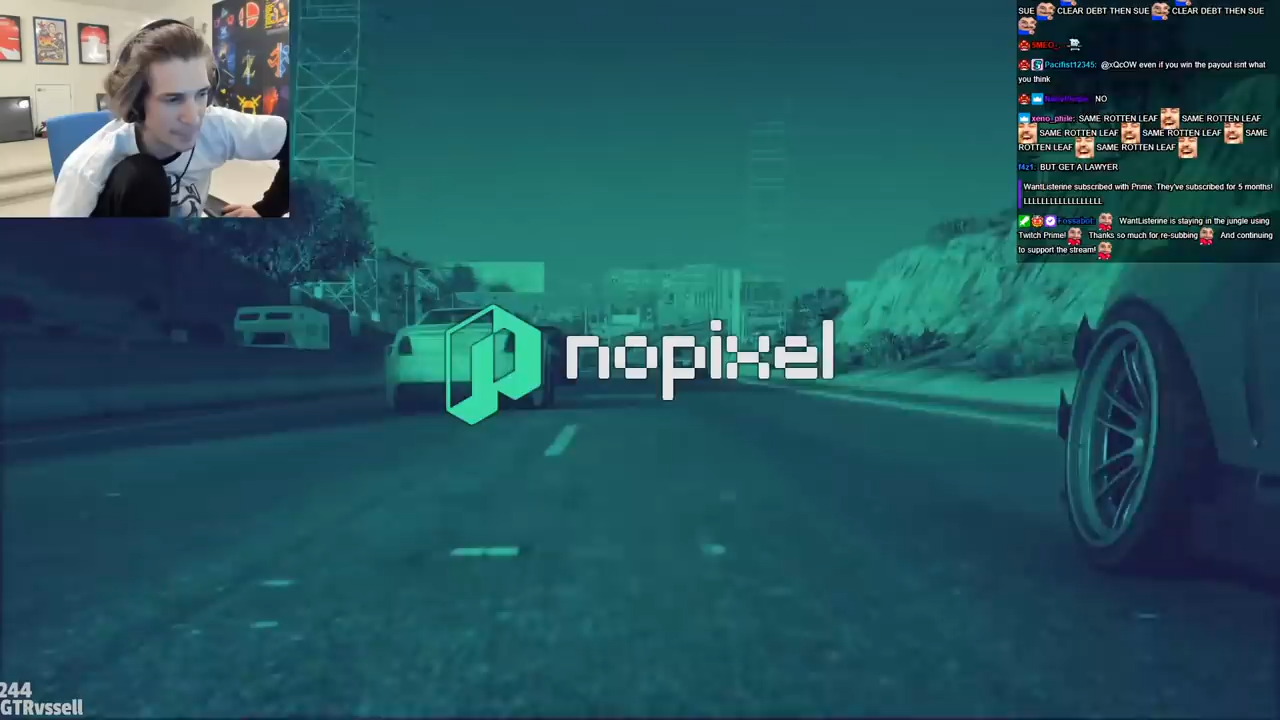 SUE CLEAR DEBT THEN SUE CLEAR DEBT THEN SUE
Pacifist12345: @xQcOW even if you win the payout isnt what
you think
NO
xeno_phile: SAME ROTTEN LEAF SAME ROTTEN LEAF
SAME ROTTEN LEAF SAME ROTTEN LEAF SAME
ROTTEN LEAF SAME ROTTEN LEAF
f4z1: BUT GET A LAWYER
WantListerine subscribed with Prime. They've subscribed for 5 months!
LLLLLLLLLLLLLLLLLL
Fossabot: WantListerine is staying in the jungle using
Twitch Prime! Thanks so much for re-subbing And continuing
to support the stream!
nopixel
244
GTRvssell